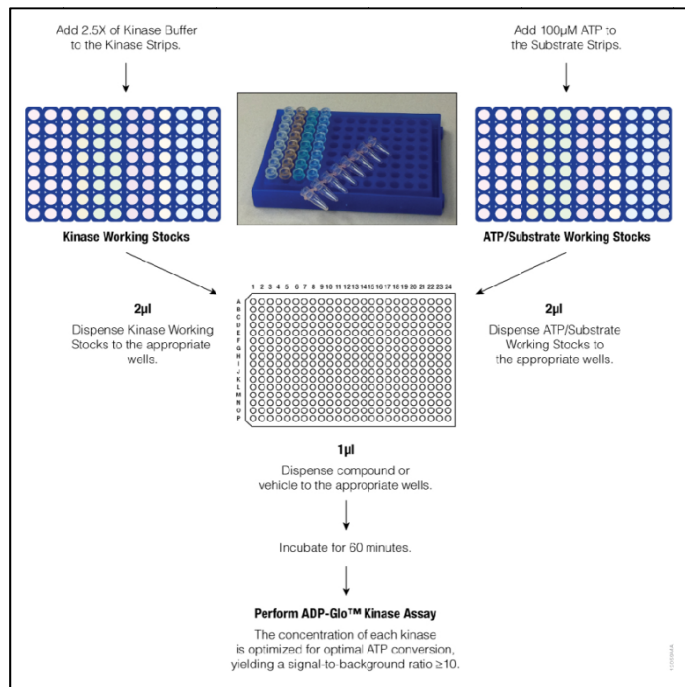 Add 2.5X of Kinase Buffer
to the Kinase Strips.
Add 100µM ATP to
the Substrate Strips.
Kinase Working Stocks
ATP/Substrate Working Stocks
2µl
Dispense Kinase Working
Stocks to the appropriate
wells.
2µl
Dispense ATP/Substrate
Working Stocks to
the appropriate wells.
1 2 3 4 5 6 7 8 9 10 11 12 13 14 15 16 17 18 19 20 21 22 23 24
A
B
C
D
E
F
G
H
I
J
K
L
M
N
O
P
1µl
Dispense compound or
vehicle to the appropriate wells.
Incubate for 60 minutes.
Perform ADP-Glo™ Kinase Assay
The concentration of each kinase
is optimized for optimal ATP conversion,
yielding a signal-to-background ratio ≥10.